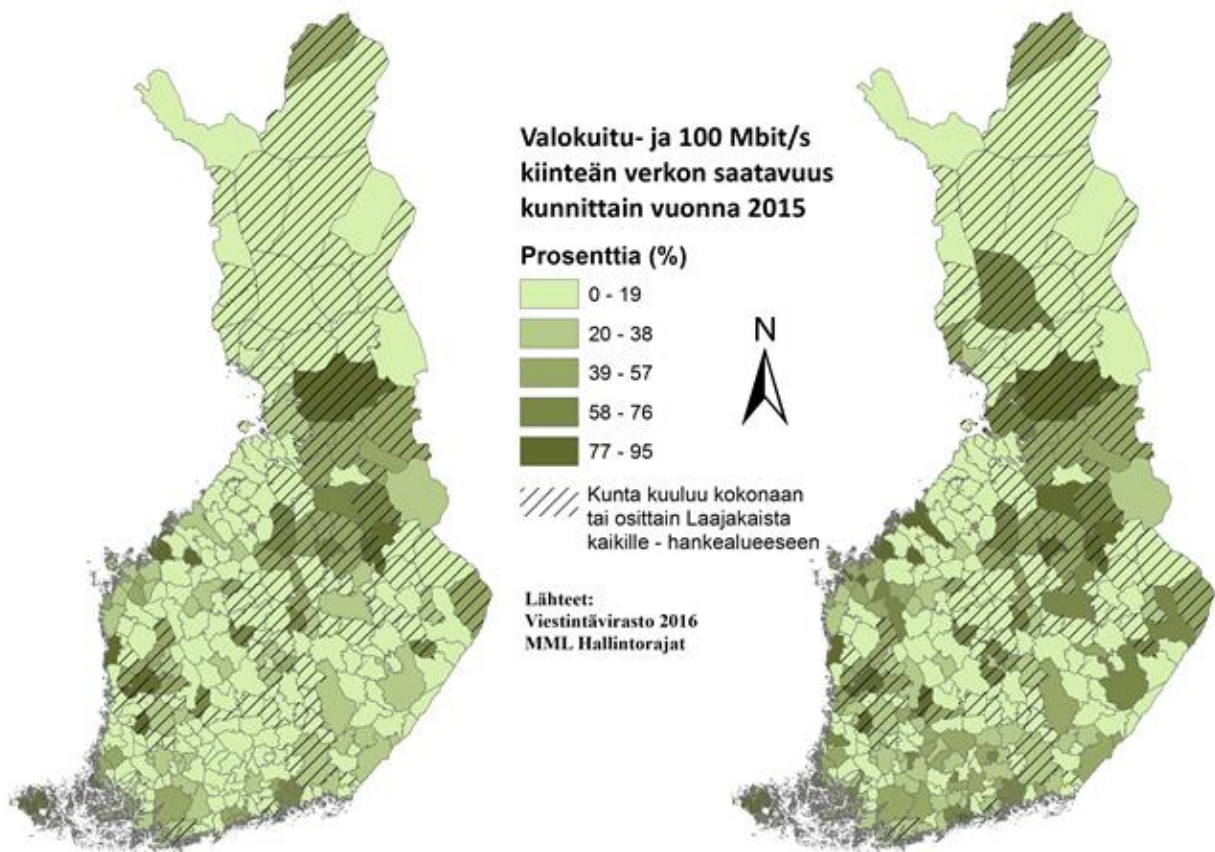 Valokuitu- ja 100 Mbit/s
kiinteän verkon saatavuus
kunnittain vuonna 2015
Prosenttia (%)
0 - 19
20 - 38
39 - 57
58 - 76
77 - 95
N
Kunta kuuluu kokonaan
tai osittain Laajakaista
kaikille - hankealueeseen
Lähteet:
Viestintävirasto 2016
MML Hallintorajat